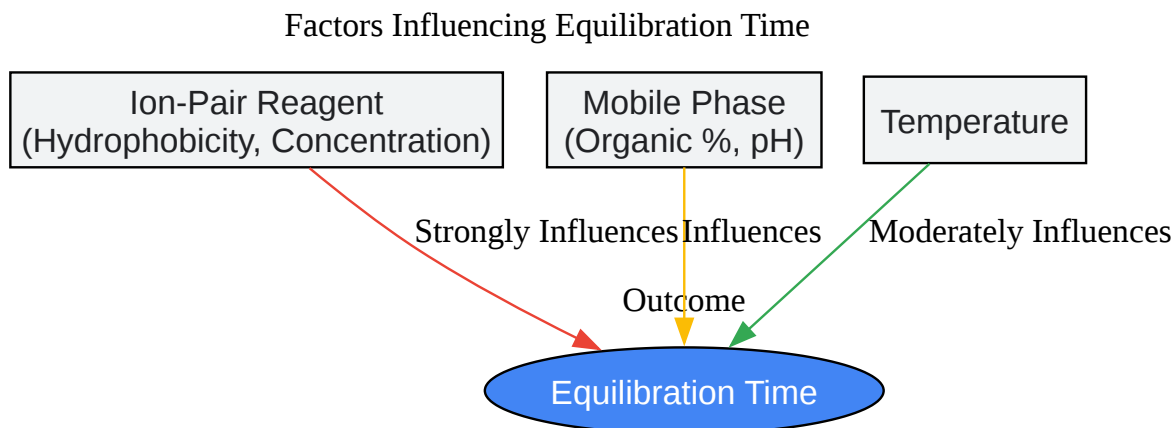 Factors Influencing Equilibration Time
Ion-Pair Reagent
(Hydrophobicity, Concentration)
Mobile Phase
(Organic %, pH)
Temperature
Strongly Influences
Influences
Moderately Influences
Outcome
Equilibration Time